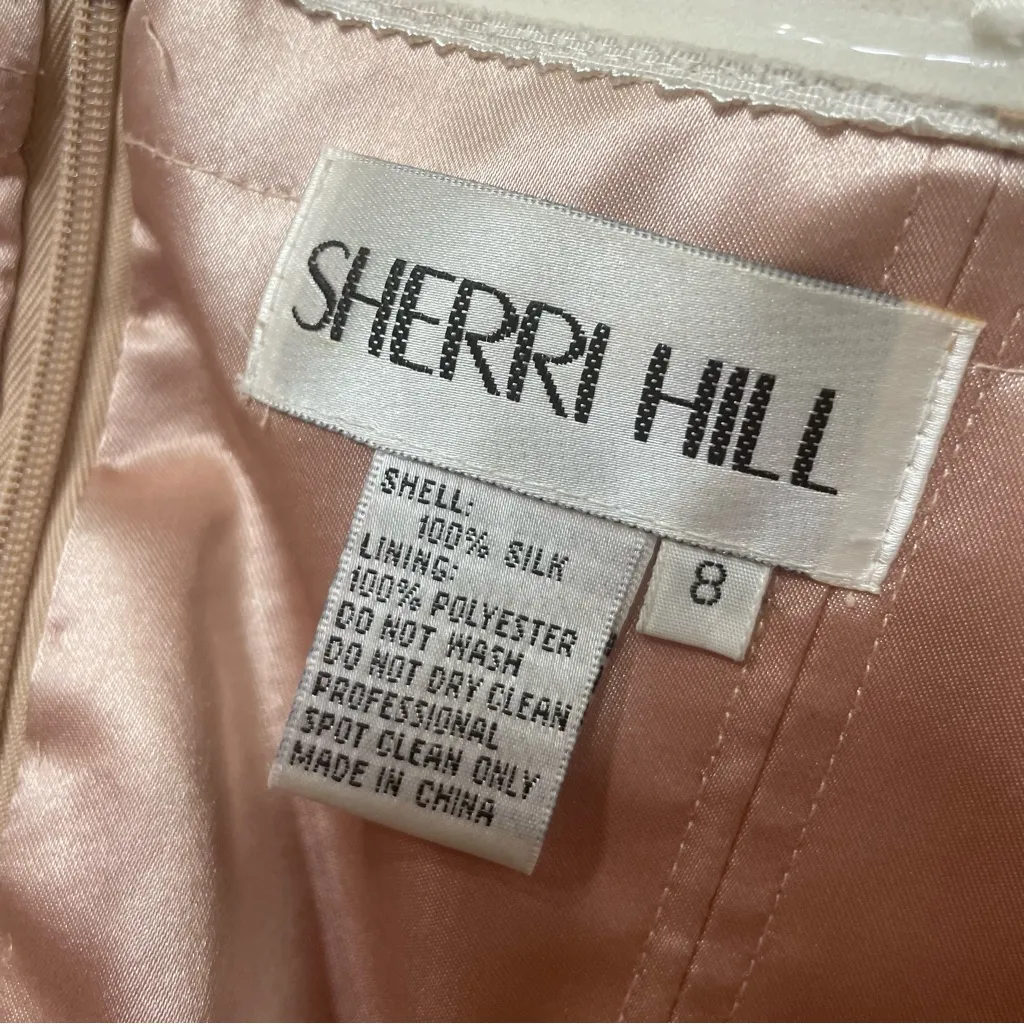 SHERRI HILL
8
SHELL:
100% SILK
LINING:
100% POLYESTER
DO NOT WASH
DO NOT DRY CLEAN
PROFESSIONAL
SPOT CLEAN ONLY
MADE IN CHINA